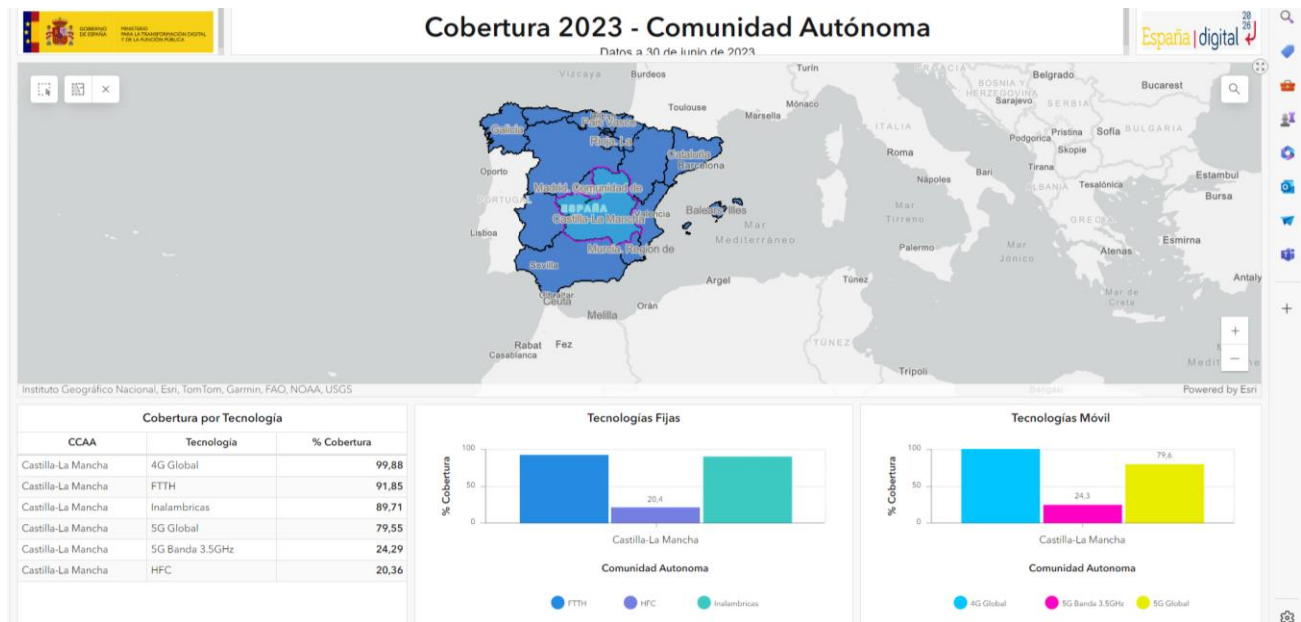 GOBIERNO DE ESPAÑA
MINISTERIO PARA LA TRANSFORMACIÓN DIGITAL Y DE LA FUNCIÓN PÚBLICA
Cobertura 2023 - Comunidad Autónoma
Datos a 30 de junio de 2023
España | digital 2026
Vizcaya
Burdeos
Turín
CROACIA
BOSNIA Y HERZEGOVINA
Belgrado
Bucarest
Toulouse
Mónaco
Marsella
Sarajevo
SERBIA
ITALIA
Podgorica
Pristina
Sofía
BULGARIA
Skopie
Galicia
País Vasco
Rioja, La
Cataluña
Barcelona
Roma
Oporto
Nápoles
Bari
Tirana
ALBANIA
Tesalónica
Estambul
Bursa
Madrid, Comunidad de
PORTUGAL
ESPAÑA
Castilla-La Mancha
Valencia
Balears, Illes
Mar Tirreno
GRECIA
Mar Mediterráneo
Lisboa
Murcia, Región de
Palermo
Mar Jónico
Atenas
Esmirna
Sevilla
Argel
Túnez
Antaly
Gibraltar
Ceuta
Orán
Mar de Creta
Melilla
Rabat
Fez
Casablanca
TÚNEZ
Trípoli
Instituto Geográfico Nacional, Esri, TomTom, Garmin, FAO, NOAA, USGS
Powered by Esri
Cobertura por Tecnología
CCAA Tecnología % Cobertura
Castilla-La Mancha 4G Global 99,88
Castilla-La Mancha FTTH 91,85
Castilla-La Mancha Inalambricas 89,71
Castilla-La Mancha 5G Global 79,55
Castilla-La Mancha 5G Banda 3.5GHz 24,29
Castilla-La Mancha HFC 20,36
Tecnologías Fijas
% Cobertura
100
50
0
20,4
Castilla-La Mancha
Comunidad Autonoma
FTTH HFC Inalambricas
Tecnologías Móvil
% Cobertura
100
50
0
24,3
79,6
Castilla-La Mancha
Comunidad Autonoma
4G Global 5G Banda 3.5GHz 5G Global